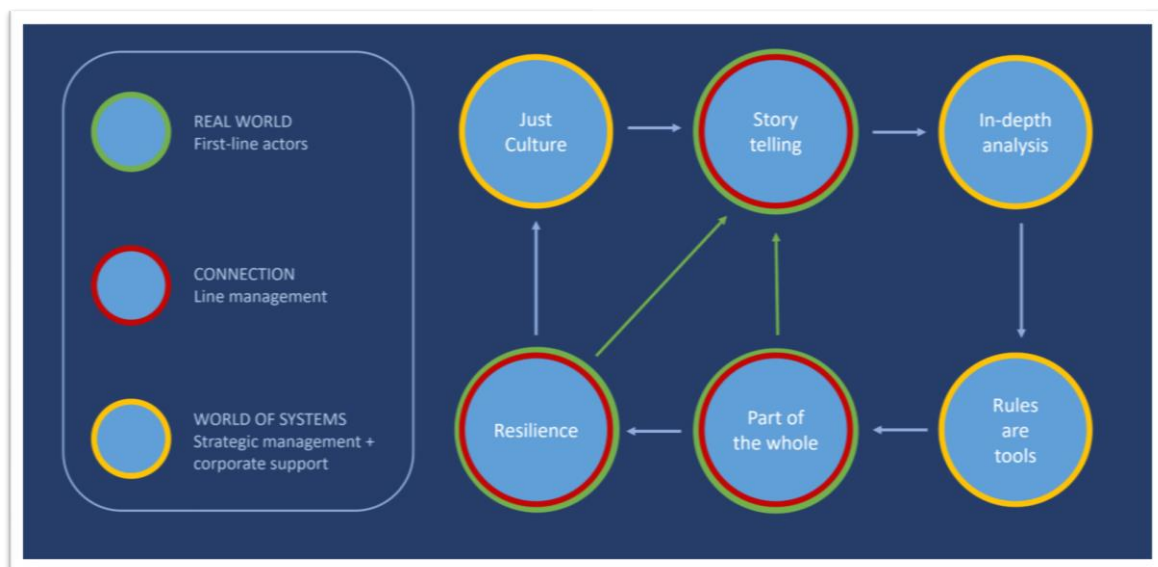 REAL WORLD
First-line actors
CONNECTION
Line management
WORLD OF SYSTEMS
Strategic management +
corporate support
Just
Culture
Story
telling
In-depth
analysis
Resilience
Part of
the whole
Rules
are
tools